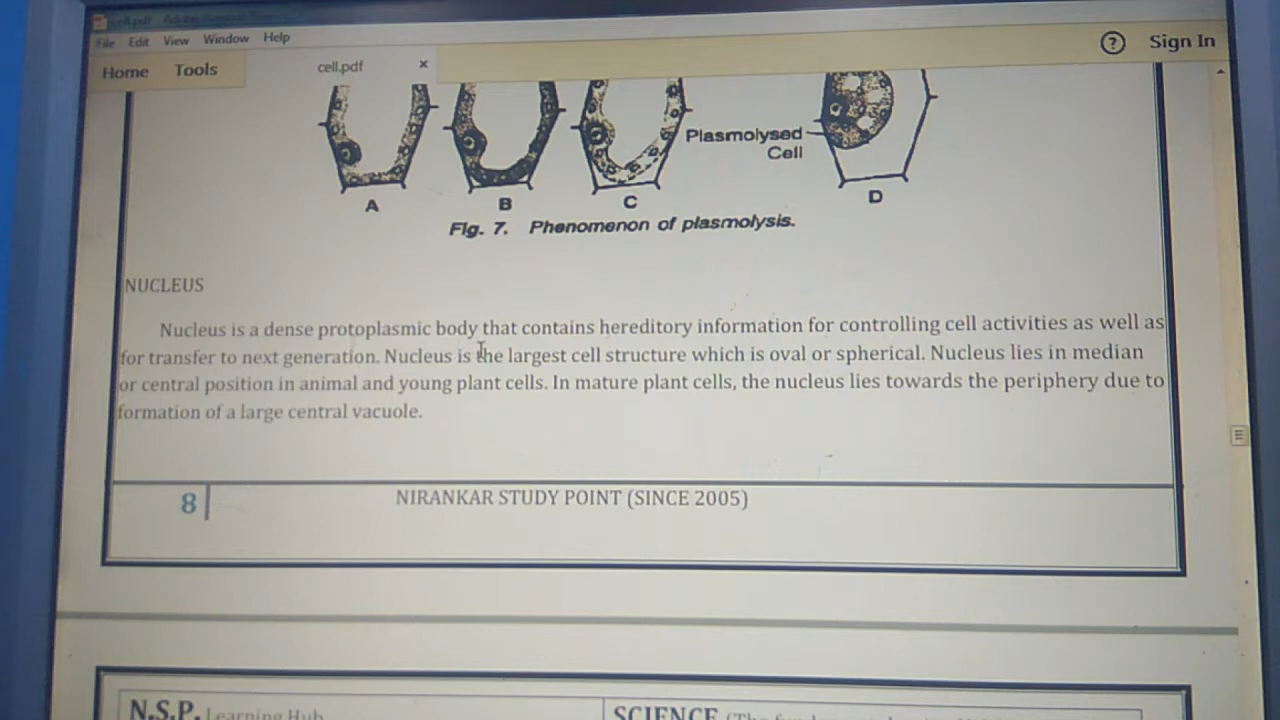 cell.pdf - Adobe Acrobat
File Edit View Window Help
Home Tools cell.pdf × ? Sign In
Plasmolysed
Cell
A B C D
Fig. 7. Phenomenon of plasmolysis.
NUCLEUS
Nucleus is a dense protoplasmic body that contains hereditory information for controlling cell activities as well as
for transfer to next generation. Nucleus is the largest cell structure which is oval or spherical. Nucleus lies in median
or central position in animal and young plant cells. In mature plant cells, the nucleus lies towards the periphery due to
formation of a large central vacuole.
8 NIRANKAR STUDY POINT (SINCE 2005)
N.S.P. Learning Hub SCIENCE